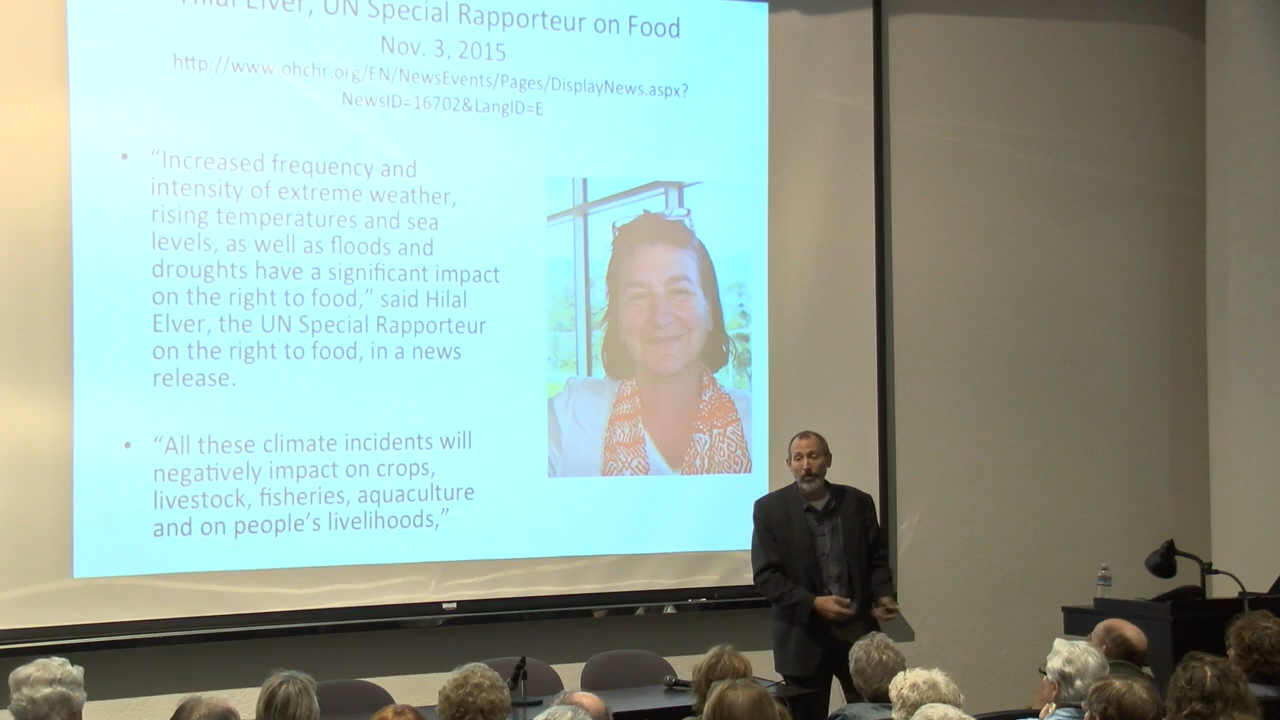 Hilal Elver, UN Special Rapporteur on Food
Nov. 3, 2015
http://www.ohchr.org/EN/NewsEvents/Pages/DisplayNews.aspx?
NewsID=16702&LangID=E
• “Increased frequency and
intensity of extreme weather,
rising temperatures and sea
levels, as well as floods and
droughts have a significant impact
on the right to food,” said Hilal
Elver, the UN Special Rapporteur
on the right to food, in a news
release.
• “All these climate incidents will
negatively impact on crops,
livestock, fisheries, aquaculture
and on people’s livelihoods,”